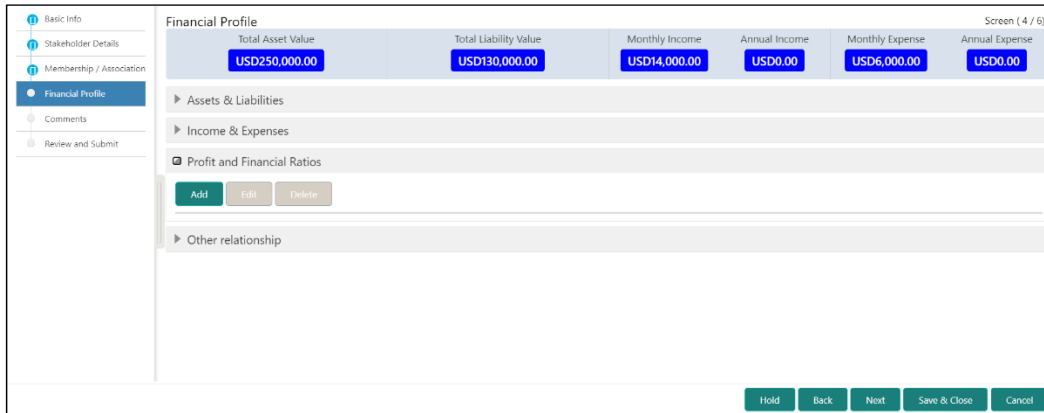 Basic Info
Stakeholder Details
Membership / Association
Financial Profile
Comments
Review and Submit
Financial Profile
Screen ( 4 / 6)
Total Asset Value
USD250,000.00
Total Liability Value
USD130,000.00
Monthly Income
USD14,000.00
Annual Income
USD0.00
Monthly Expense
USD6,000.00
Annual Expense
USD0.00
Assets & Liabilities
Income & Expenses
Profit and Financial Ratios
Add
Edit
Delete
Other relationship
Hold
Back
Next
Save & Close
Cancel